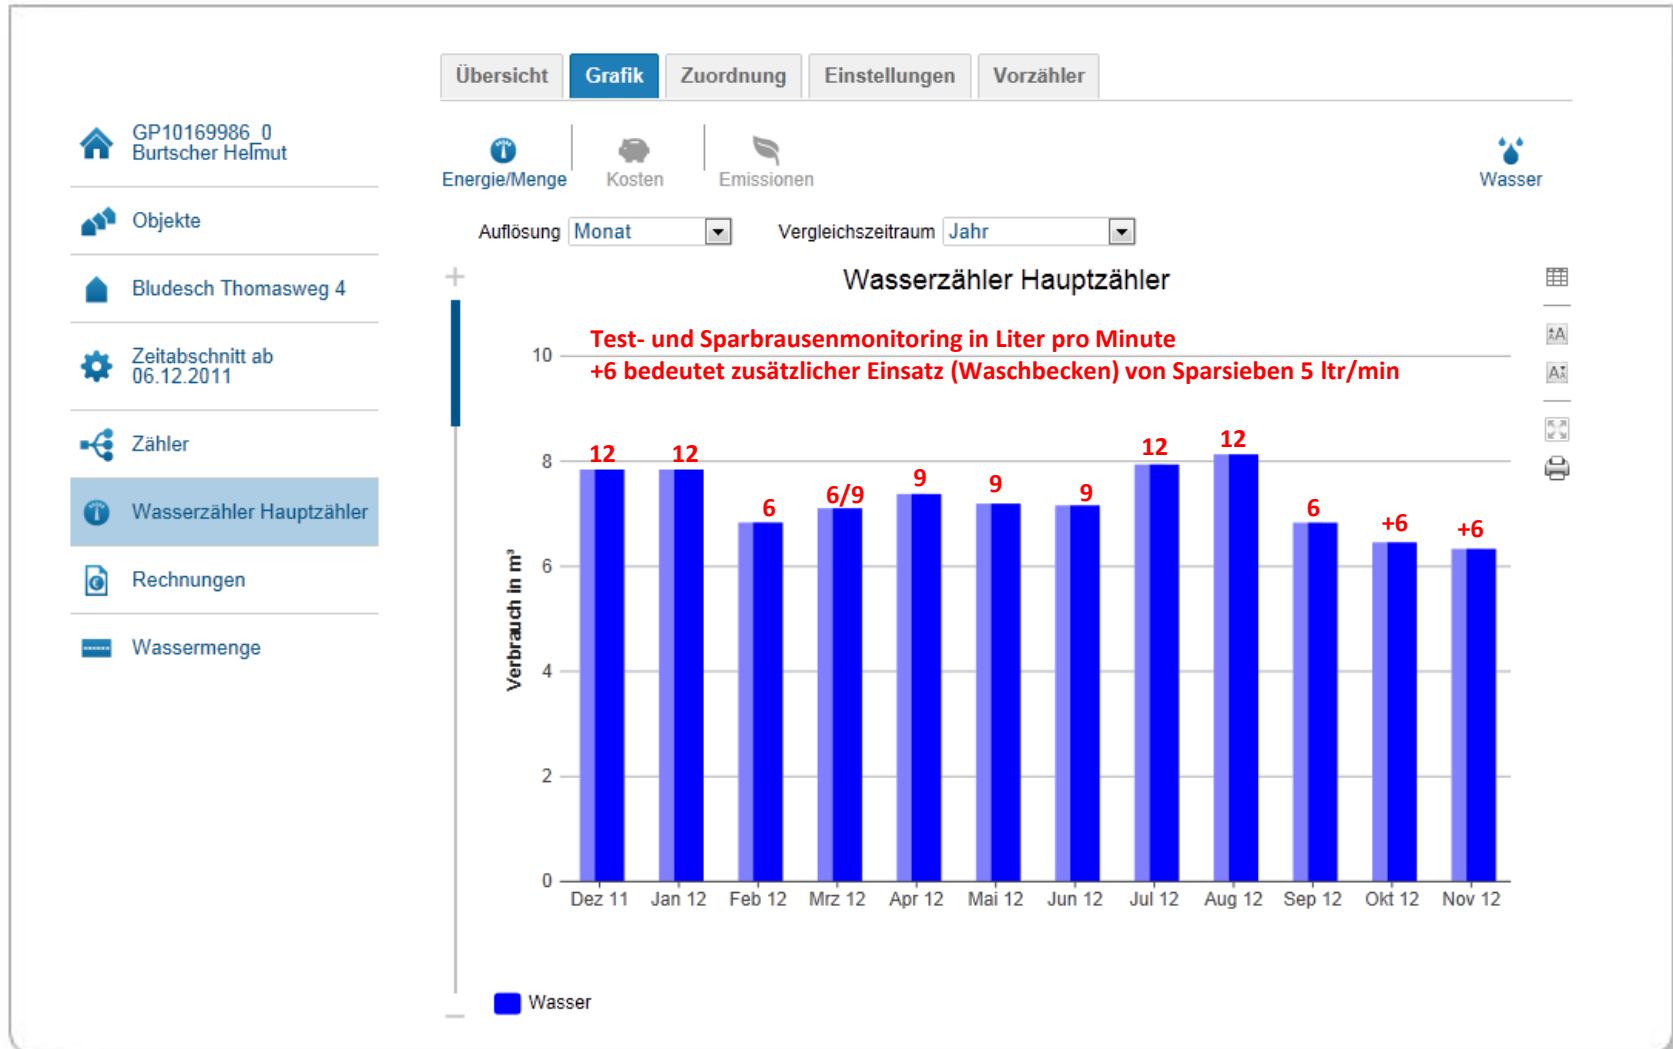 Übersicht Grafik Zuordnung Einstellungen Vorzähler
GP10169986_0
Burtscher Helmut
Objekte
Bludesch Thomasweg 4
Zeitabschnitt ab
06.12.2011
Zähler
Wasserzähler Hauptzähler
Rechnungen
Wassermenge
Energie/Menge Kosten Emissionen Wasser
Auflösung Monat Vergleichszeitraum Jahr
Wasserzähler Hauptzähler
Test- und Sparbrausenmonitoring in Liter pro Minute
+6 bedeutet zusätzlicher Einsatz (Waschbecken) von Sparsieben 5 ltr/min
Verbrauch in m³
10
8
6
4
2
0
12 12 6 6/9 9 9 9 12 12 6 +6 +6
Dez 11 Jan 12 Feb 12 Mrz 12 Apr 12 Mai 12 Jun 12 Jul 12 Aug 12 Sep 12 Okt 12 Nov 12
Wasser